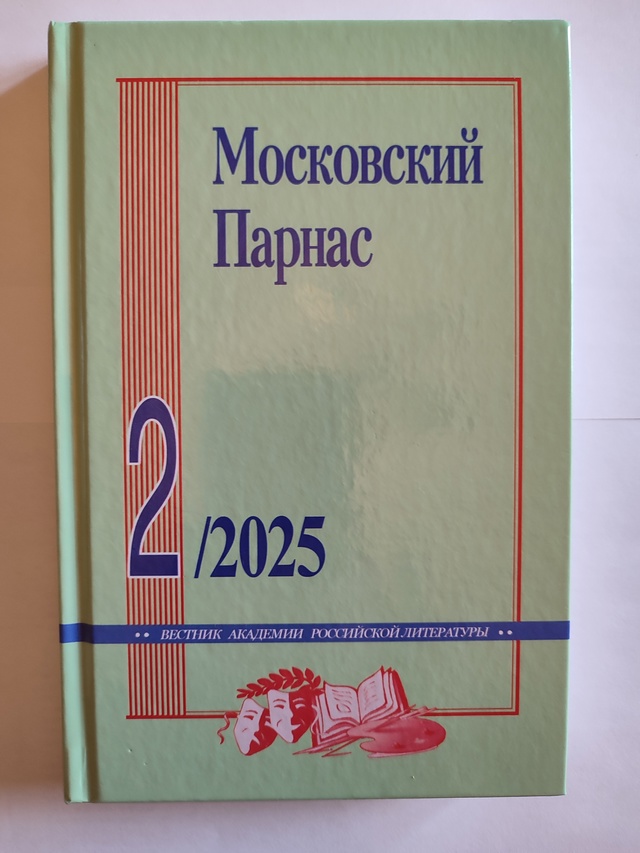 Московский
Парнас
2/2025
•• ВЕСТНИК АКАДЕМИИ РОССИЙСКОЙ ЛИТЕРАТУРЫ ••